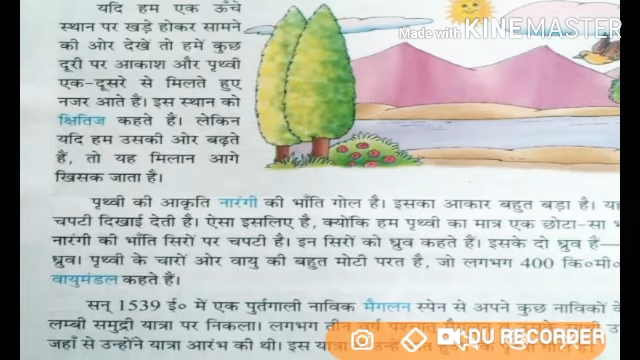 Made with KINEMASTER
यदि हम एक ऊँचे
स्थान पर खड़े होकर सामने
की ओर देखें तो हमें कुछ
दूरी पर आकाश और पृथ्वी
एक-दूसरे से मिलते हुए
नजर आते हैं। इस स्थान को
क्षितिज कहते हैं। लेकिन
यदि हम उसकी ओर बढ़ते
हैं, तो यह मिलान आगे
खिसक जाता है।
पृथ्वी की आकृति नारंगी की भाँति गोल है। इसका आकार बहुत बड़ा है।
चपटी दिखाई देती है। ऐसा इसलिए है, क्योंकि हम पृथ्वी का मात्र एक छोटा-सा
नारंगी की भाँति सिरों पर चपटी है। इन सिरों को ध्रुव कहते हैं। इसके दो ध्रुव हैं—
ध्रुव। पृथ्वी के चारों ओर वायु की बहुत मोटी परत है, जो लगभग 400 कि०मी०
वायुमंडल कहते हैं।
सन् 1539 ई० में एक पुर्तगाली नाविक मैगलन स्पेन से अपने कुछ नाविकों
लम्बी समुद्री यात्रा पर निकला। लगभग तीन वर्ष
जहाँ से उन्होंने यात्रा आरंभ की थी। इस
DU RECORDER